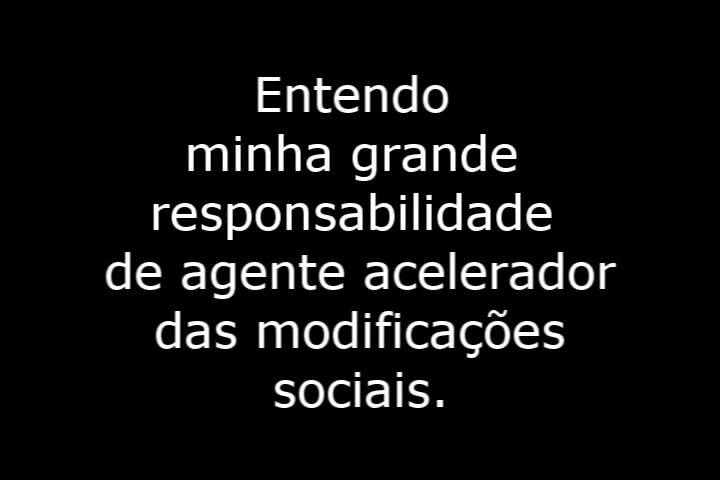 Entendo
minha grande
responsabilidade
de agente acelerador
das modificações
sociais.